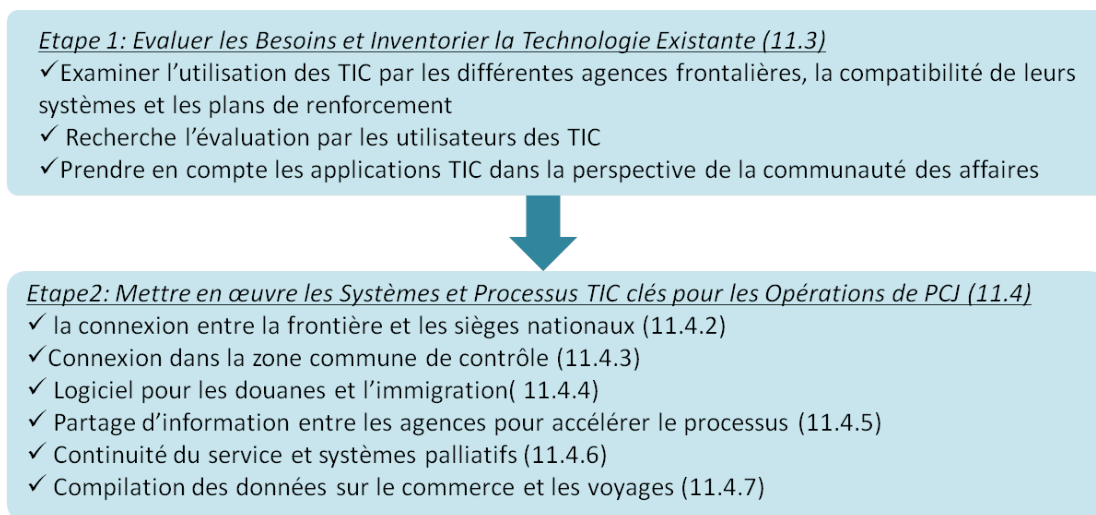 Etape 1: Evaluer les Besoins et Inventorier la Technologie Existante (11.3)
✓Examiner l’utilisation des TIC par les différentes agences frontalières, la compatibilité de leurs
systèmes et les plans de renforcement
✓ Recherche l’évaluation par les utilisateurs des TIC
✓Prendre en compte les applications TIC dans la perspective de la communauté des affaires
Etape2: Mettre en œuvre les Systèmes et Processus TIC clés pour les Opérations de PCJ (11.4)
✓ la connexion entre la frontière et les sièges nationaux (11.4.2)
✓Connexion dans la zone commune de contrôle (11.4.3)
✓ Logiciel pour les douanes et l’immigration( 11.4.4)
✓ Partage d’information entre les agences pour accélérer le processus (11.4.5)
✓ Continuité du service et systèmes palliatifs (11.4.6)
✓ Compilation des données sur le commerce et les voyages (11.4.7)